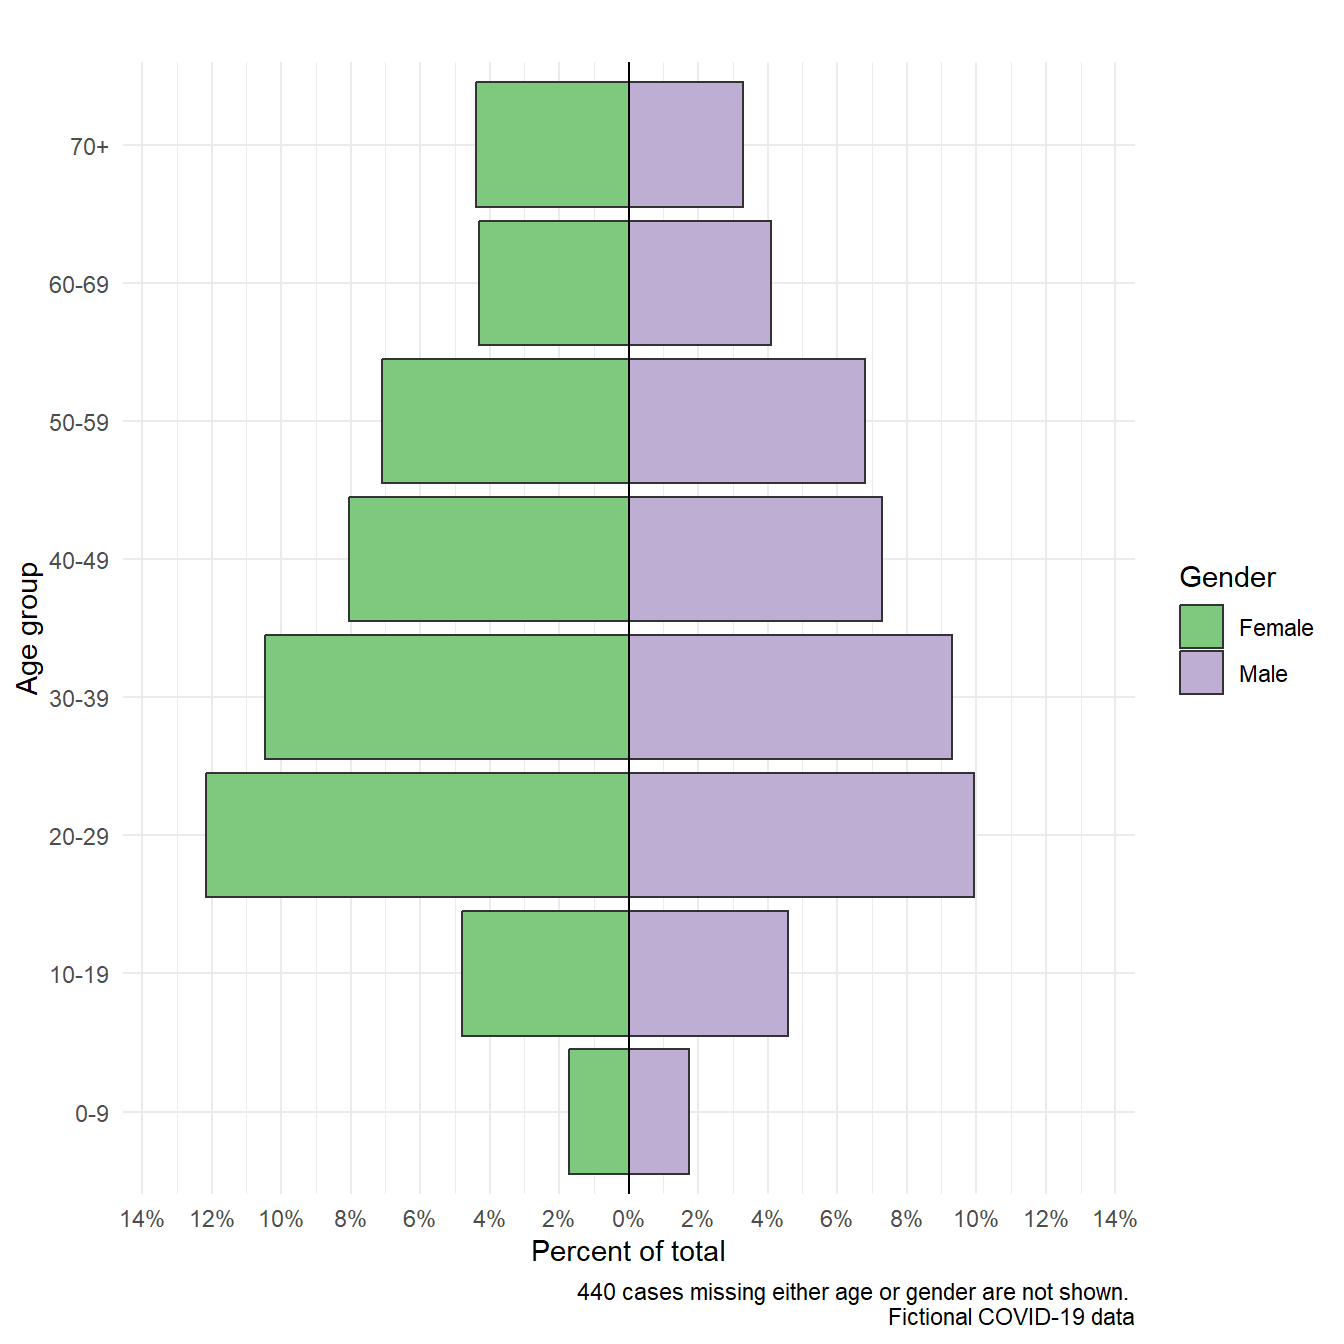 70+
60-69
50-59
40-49
30-39
20-29
10-19
0-9
Age group
14% 12% 10% 8% 6% 4% 2% 0% 2% 4% 6% 8% 10% 12% 14%
Percent of total
Gender
Female
Male
440 cases missing either age or gender are not shown.
Fictional COVID-19 data